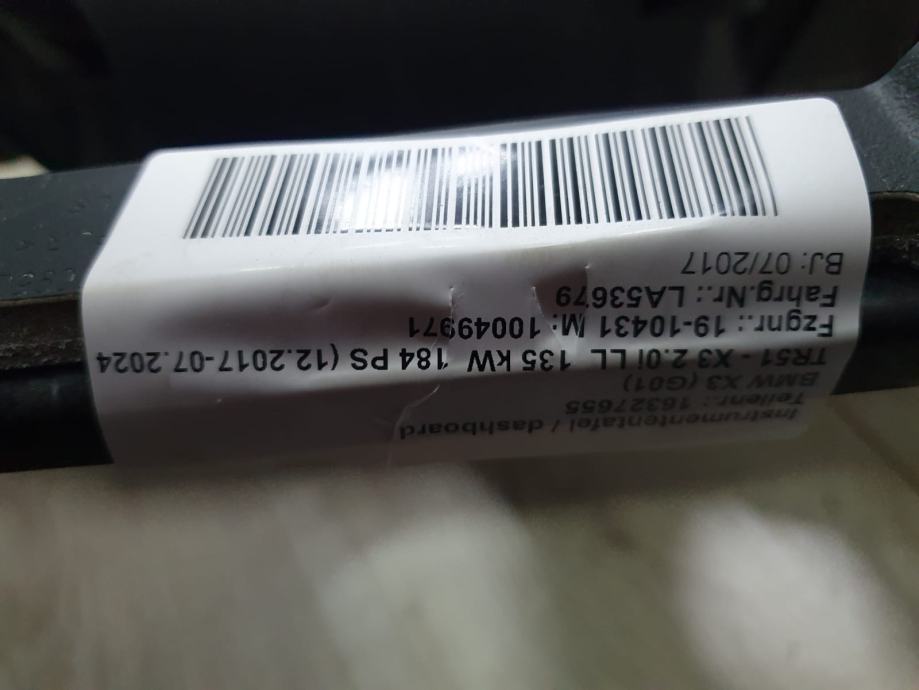 Instrumententafel / dashboard
Teilenr.: 16327655
BMW X3 (G01)
TR51 - X3 2.0i LL 135 kW 184 PS (12.2017-07.2024
Fzgnr.: 19-10431 M: 10049971
Fahrg.Nr.: LA53679
BJ: 07/2017